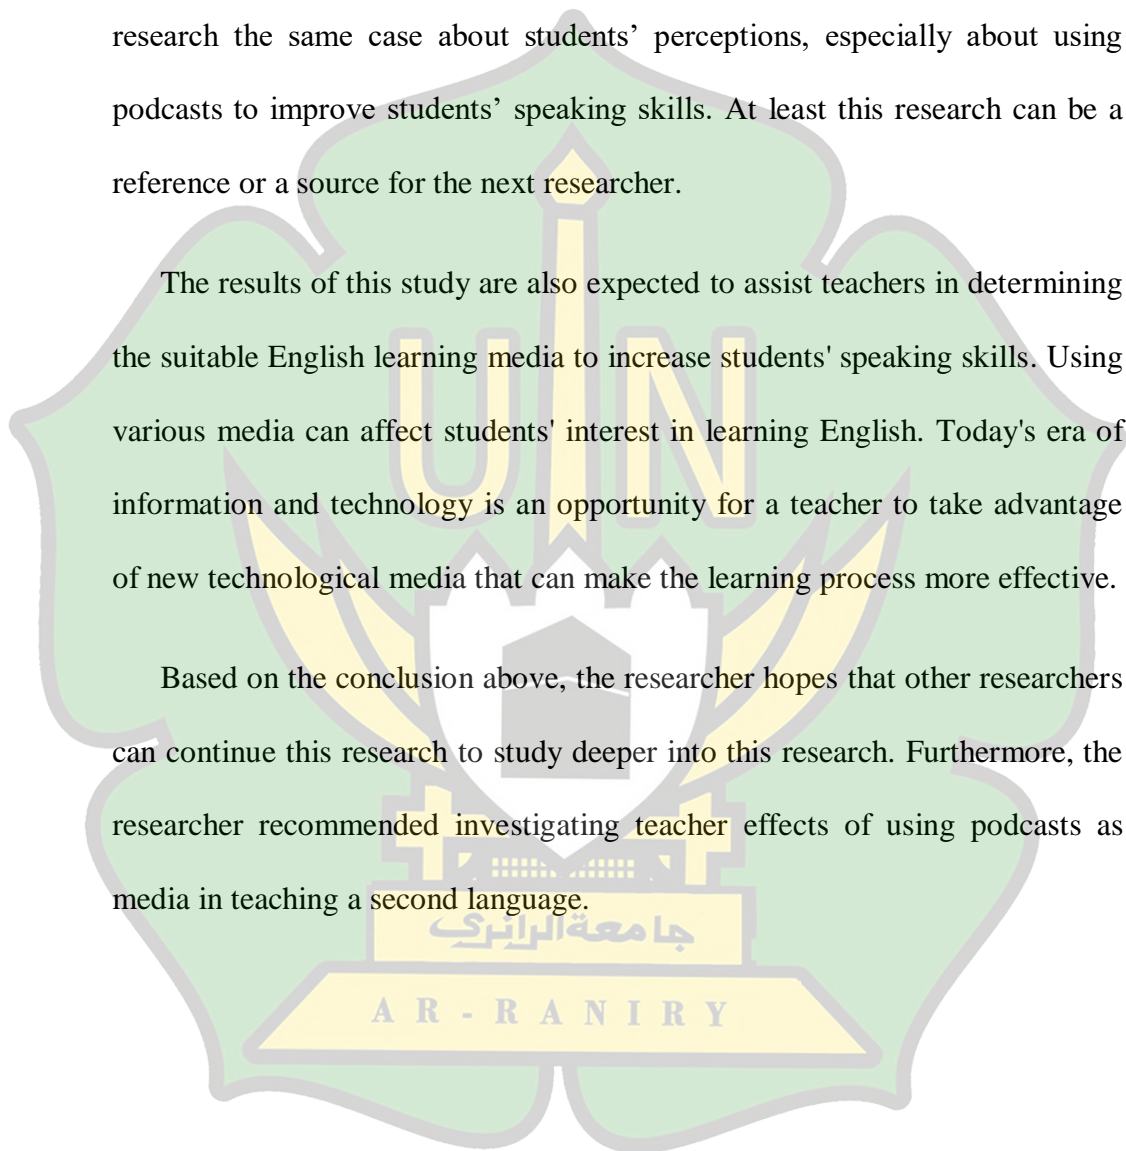 research the same case about students’ perceptions, especially about using
podcasts to improve students’ speaking skills. At least this research can be a
reference or a source for the next researcher.
The results of this study are also expected to assist teachers in determining
the suitable English learning media to increase students' speaking skills. Using
various media can affect students' interest in learning English. Today's era of
information and technology is an opportunity for a teacher to take advantage
of new technological media that can make the learning process more effective.
Based on the conclusion above, the researcher hopes that other researchers
can continue this research to study deeper into this research. Furthermore, the
researcher recommended investigating teacher effects of using podcasts as
media in teaching a second language.
UIN
جامعة الرانري
AR-RANIRY